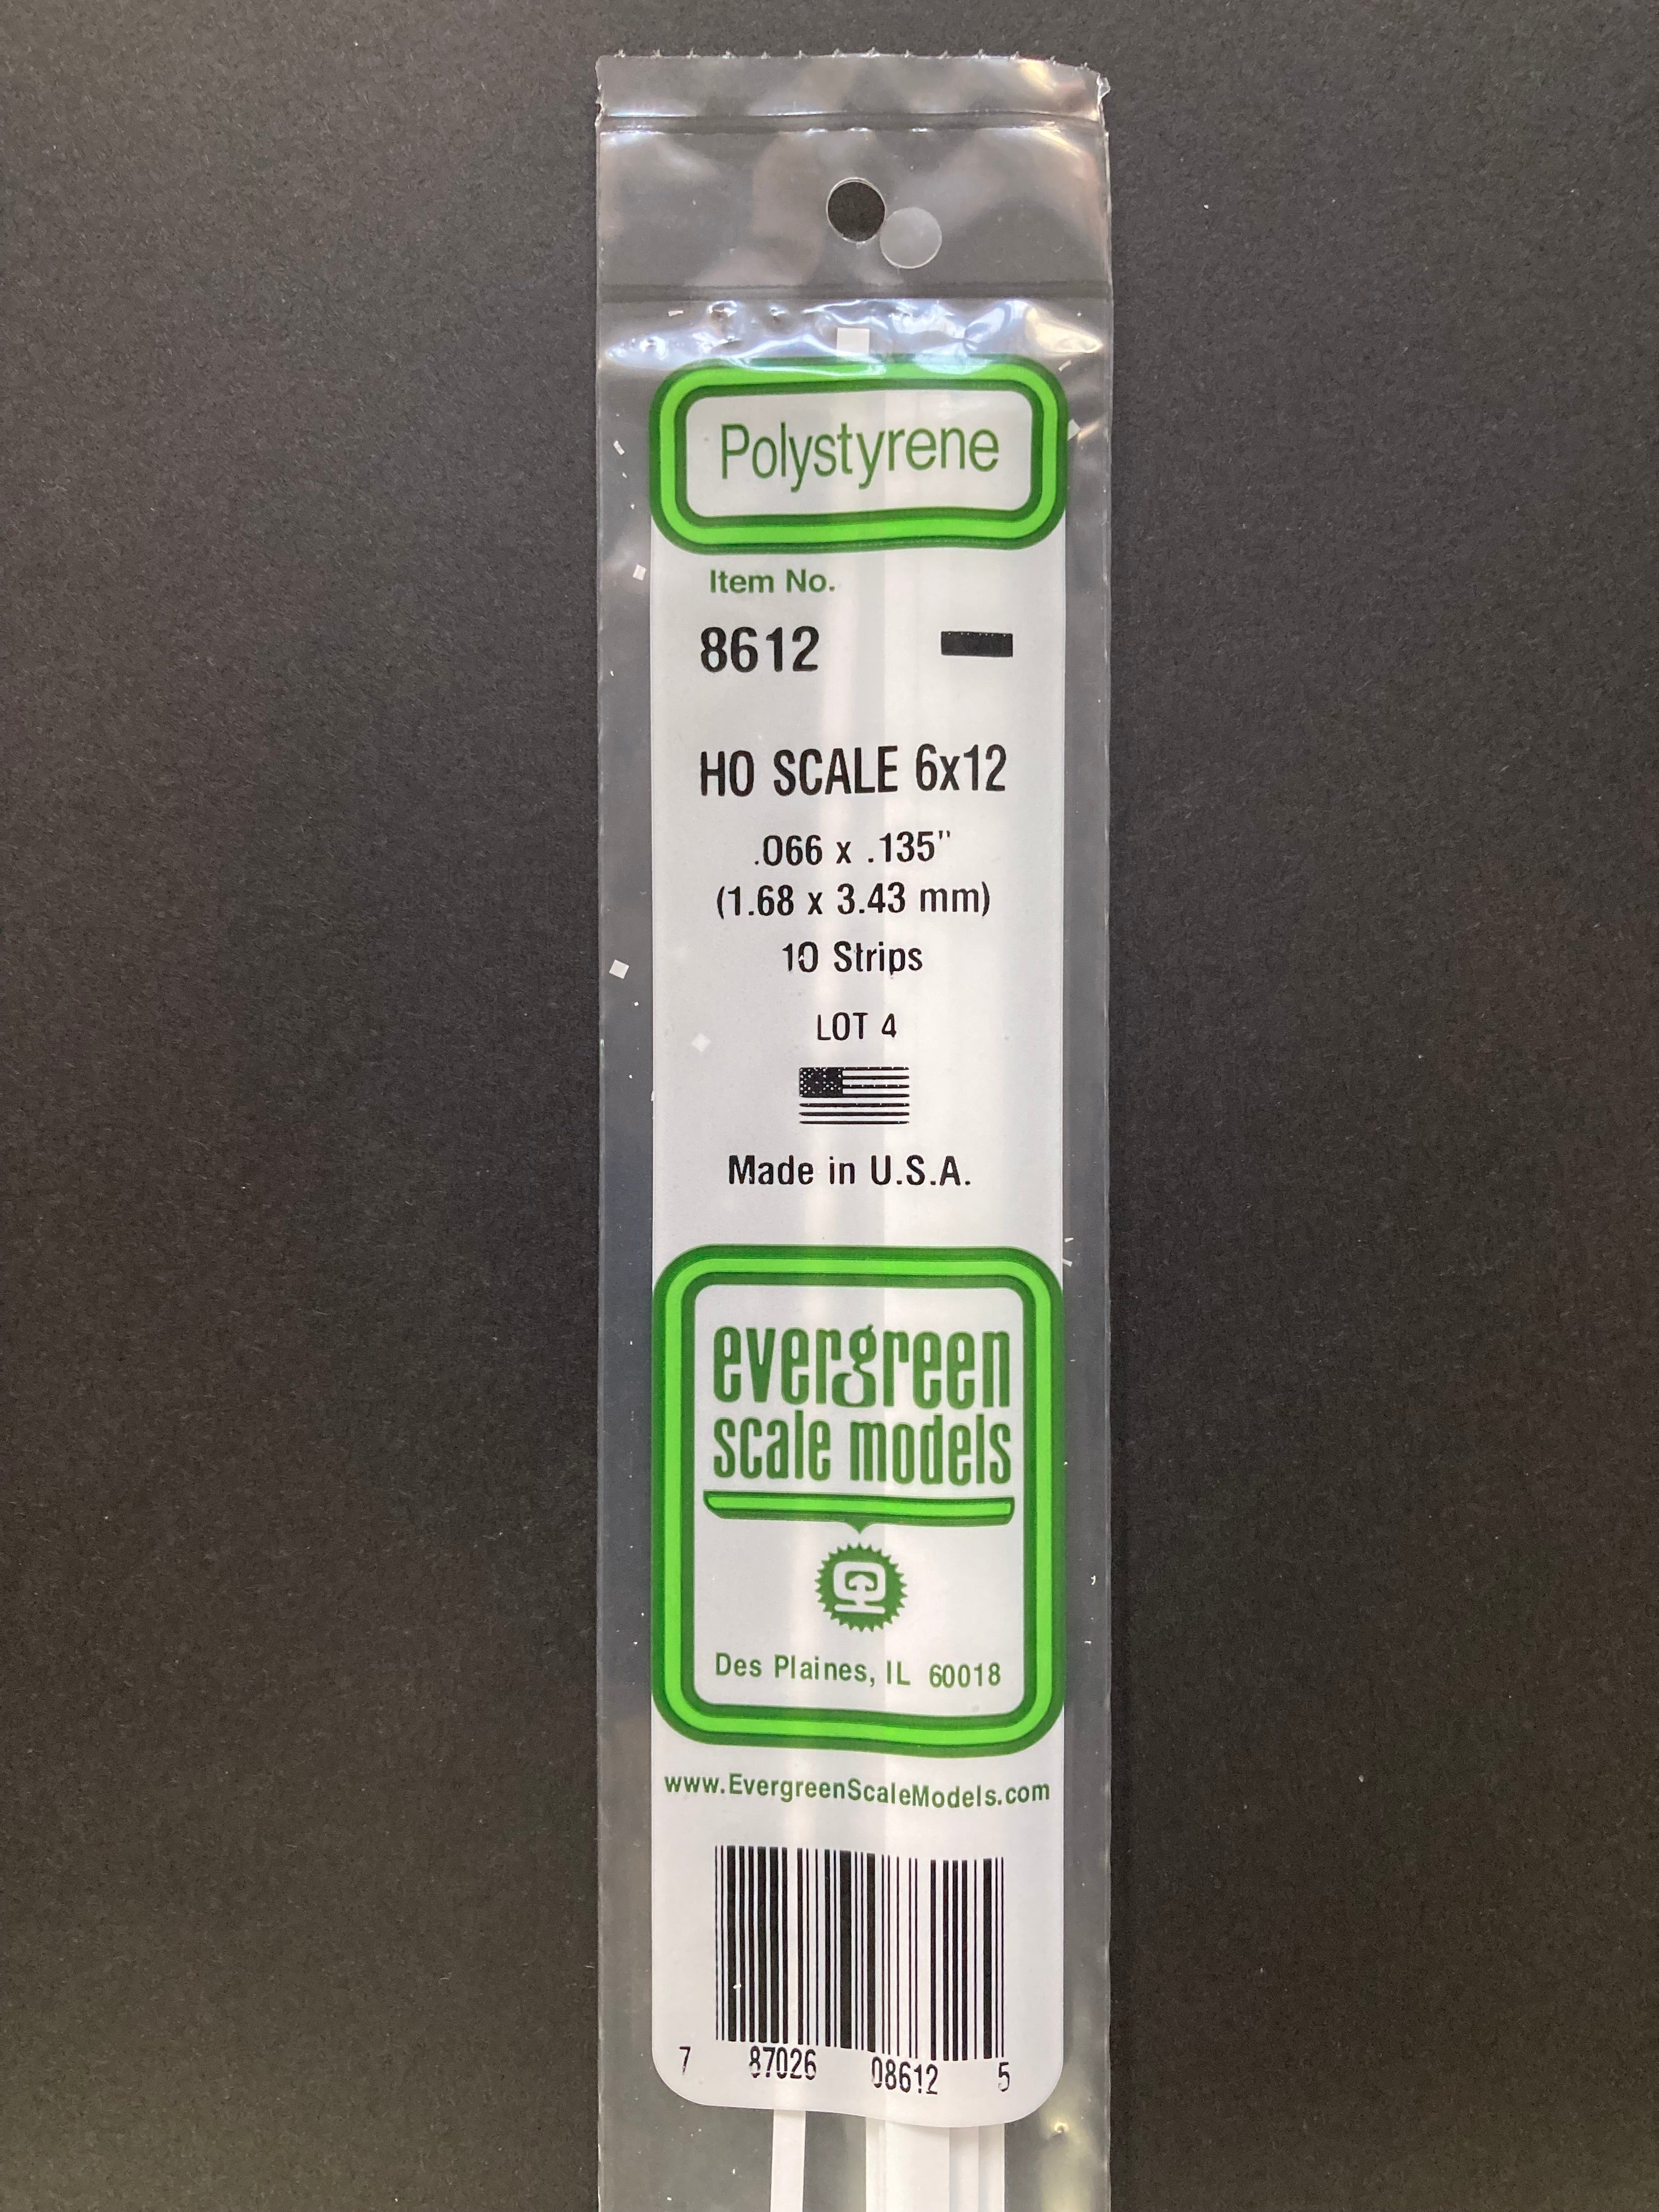 Polystyrene
Item No.
8612
HO SCALE 6x12
.066 x .135"
(1.68 x 3.43 mm)
10 Strips
LOT 4
Made in U.S.A.
evergreen
scale models
Des Plaines, IL 60018
www.EvergreenScaleModels.com
7 87026 08612 5